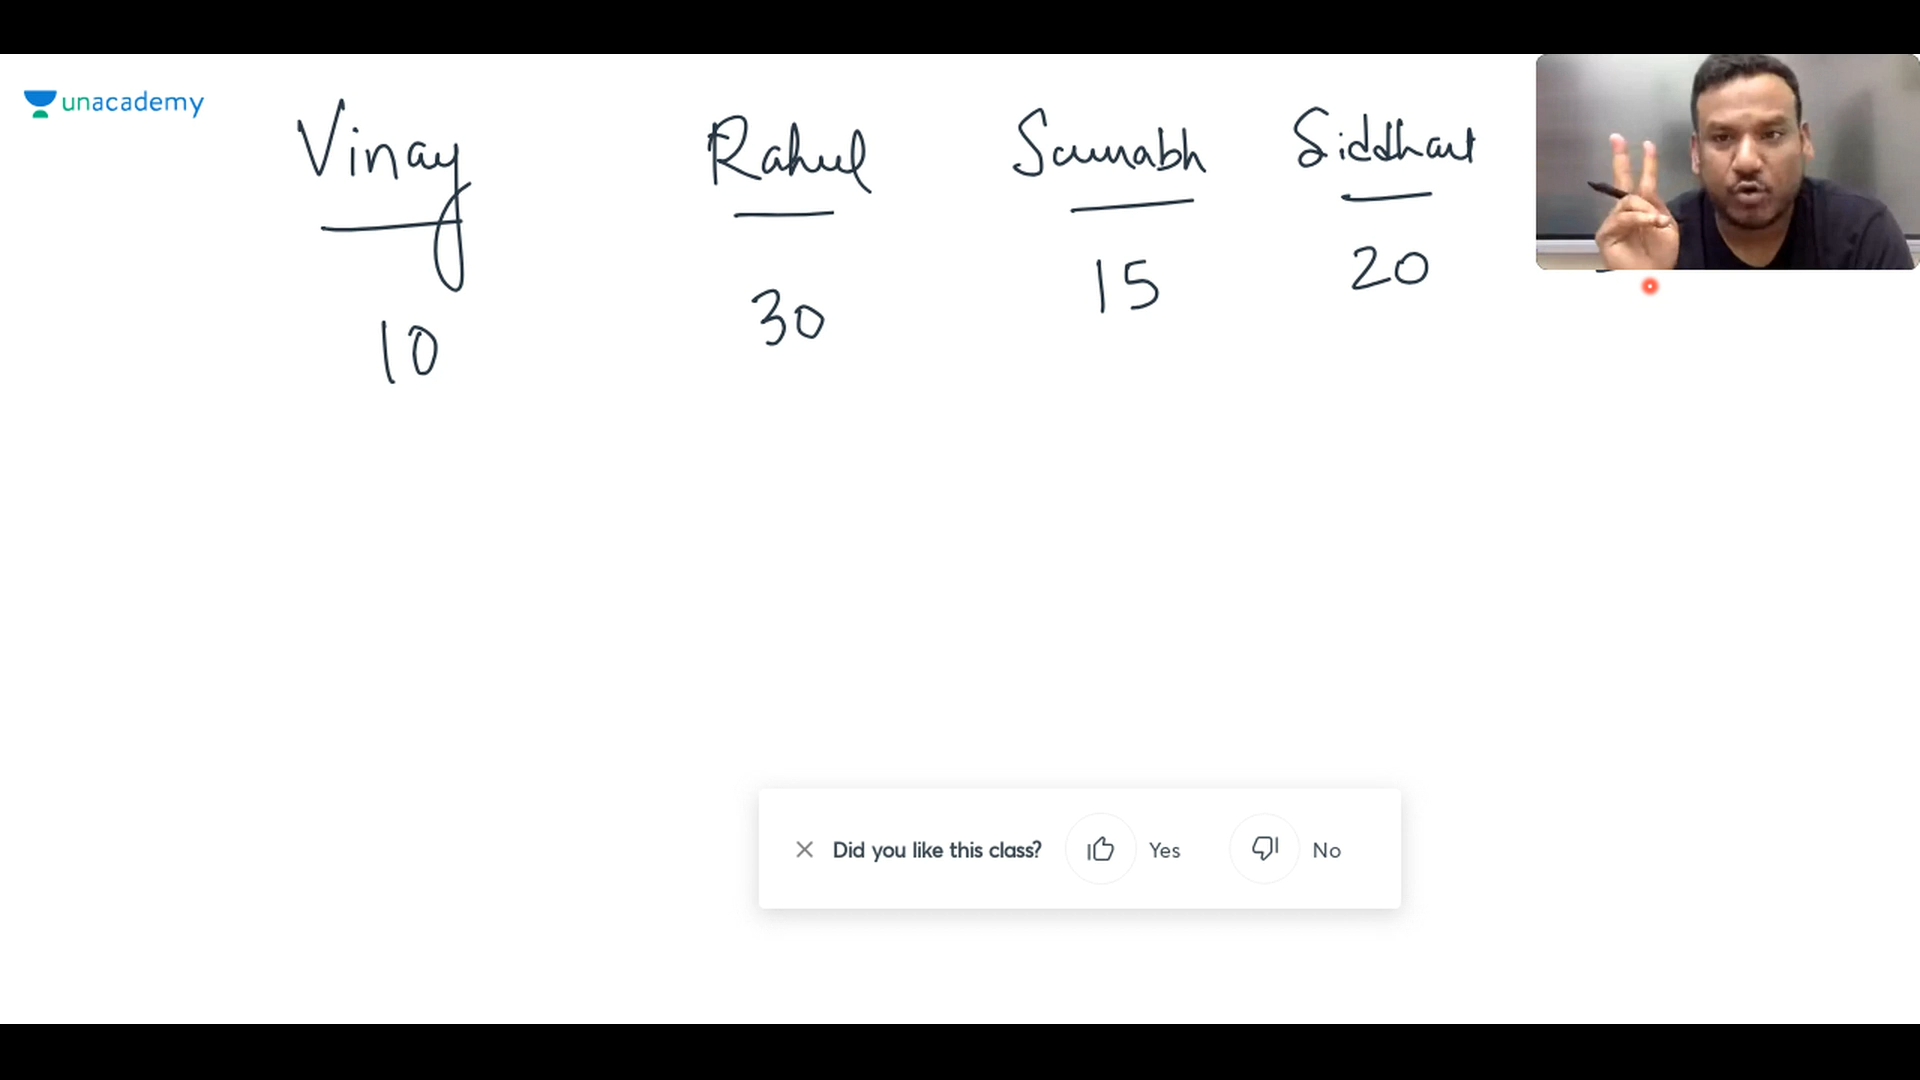 unacademy
Vinay Rahul Saurabh Siddhart
10 30 15 20
Did you like this class? Yes No